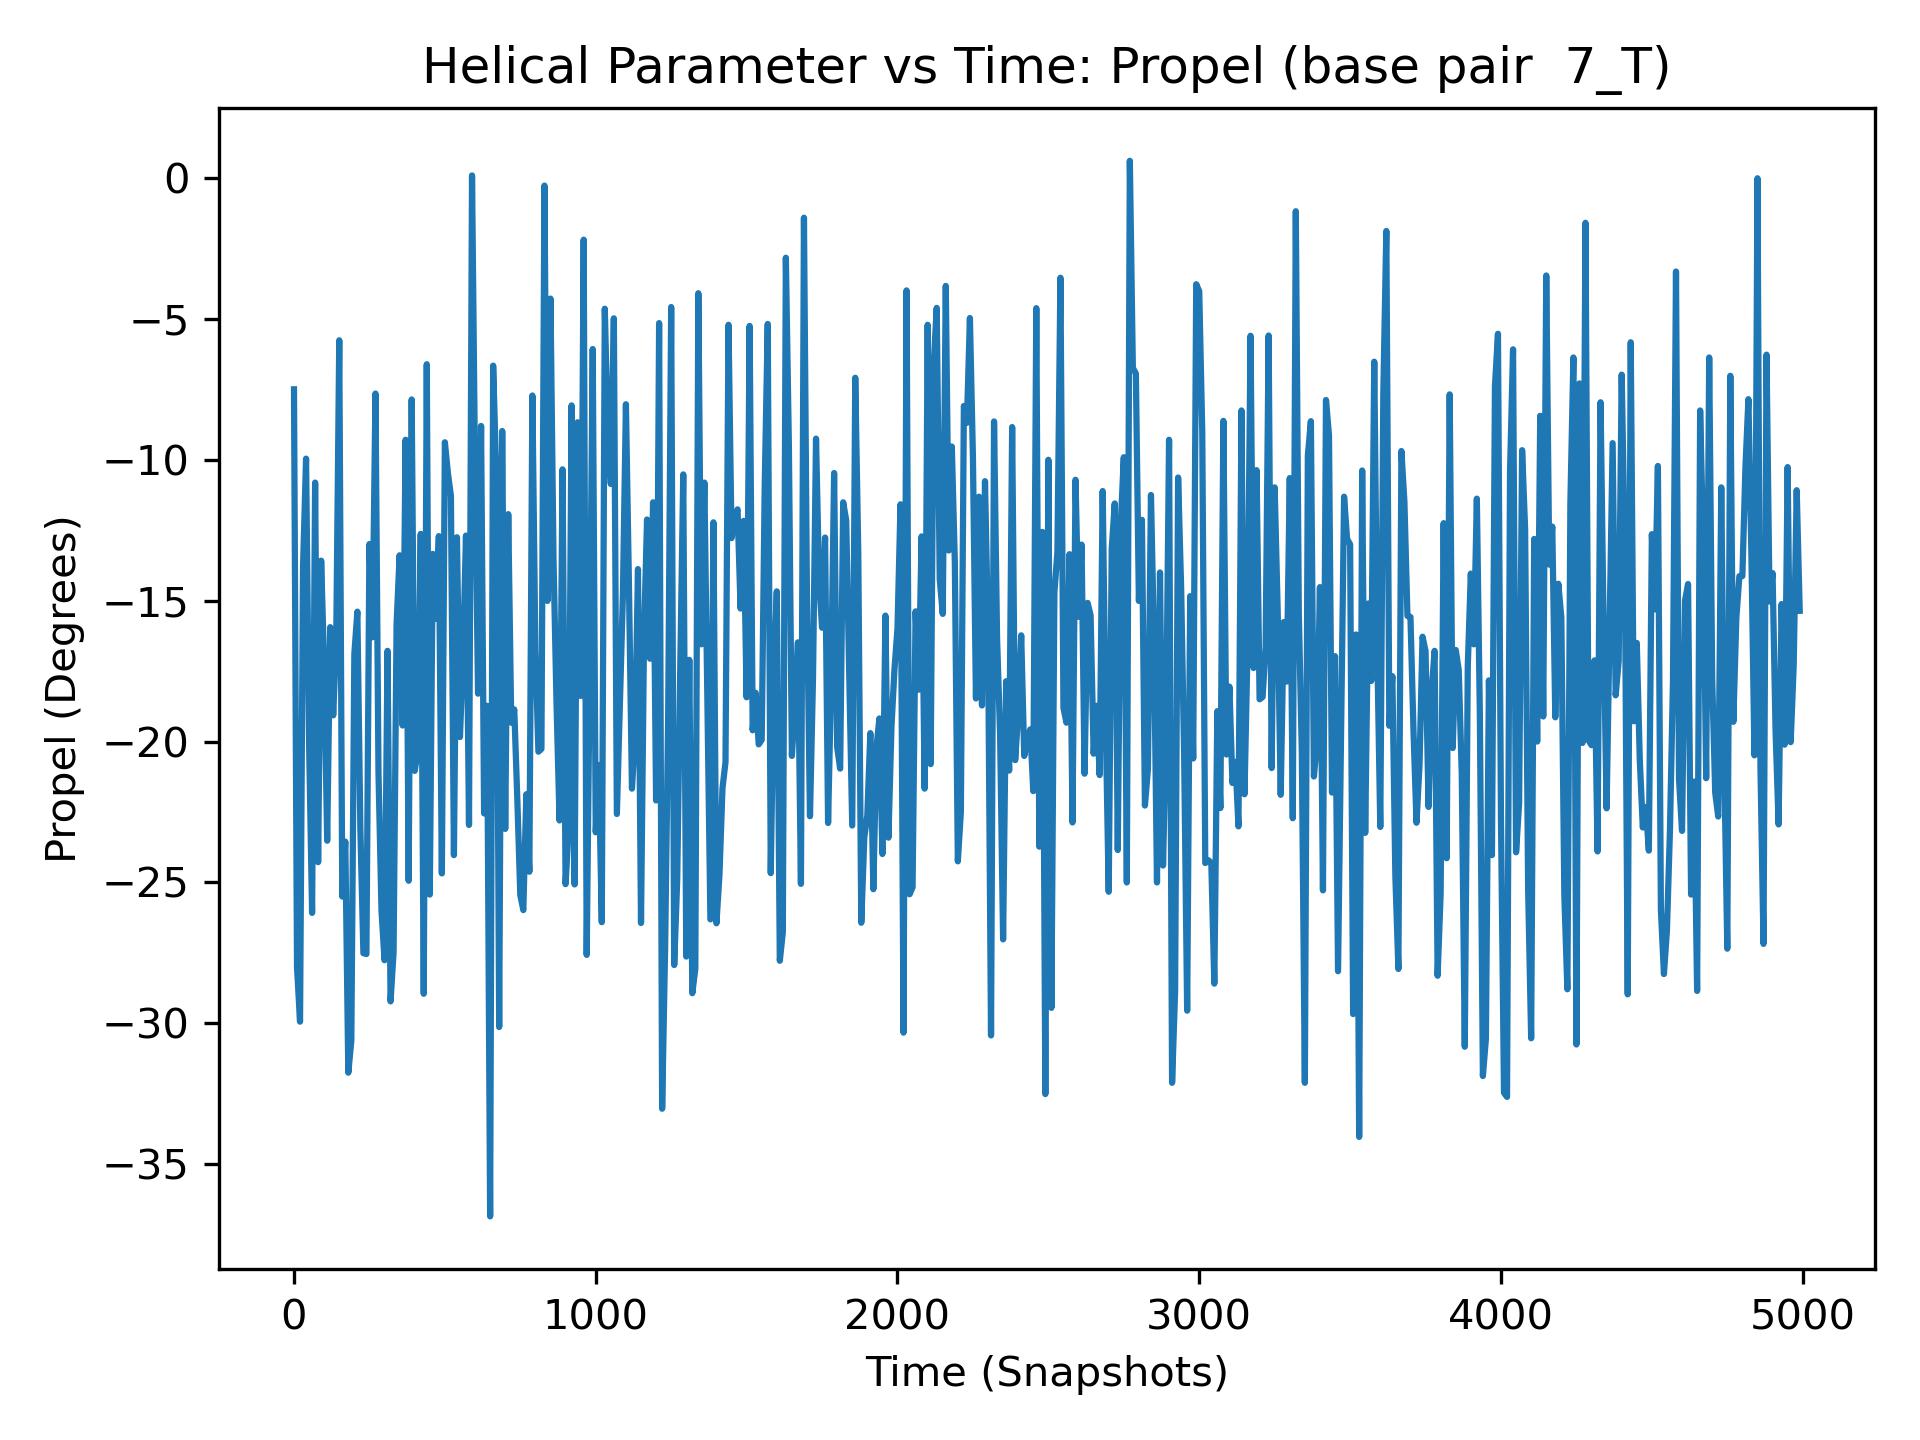 Helical Parameter vs Time: Propel (base pair  7_T)
0
−5
−10
−15
−20
−25
−30
−35
Propel (Degrees)
0 1000 2000 3000 4000 5000
Time (Snapshots)